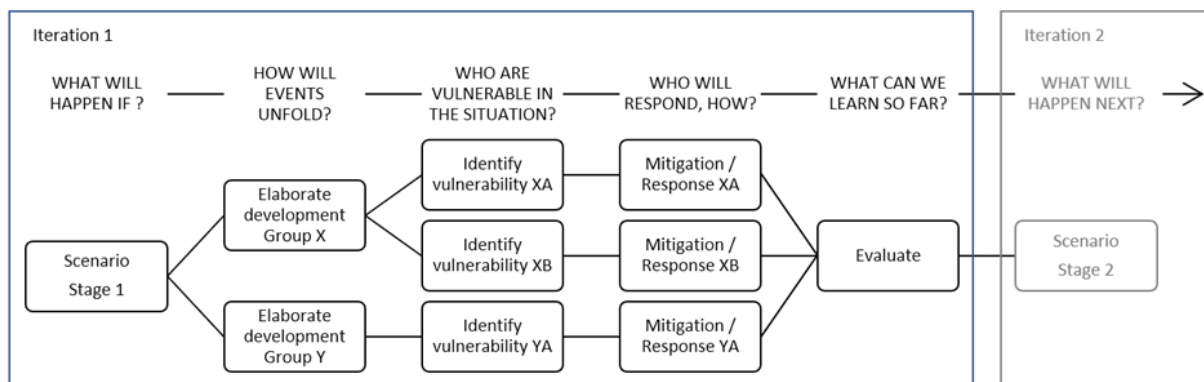 Iteration 1
Iteration 2
WHAT WILL
HAPPEN IF ?
HOW WILL
EVENTS
UNFOLD?
WHO ARE
VULNERABLE IN
THE SITUATION?
WHO WILL
RESPOND, HOW?
WHAT CAN WE
LEARN SO FAR?
WHAT WILL
HAPPEN NEXT?
Scenario
Stage 1
Elaborate
development
Group X
Elaborate
development
Group Y
Identify
vulnerability XA
Identify
vulnerability XB
Identify
vulnerability YA
Mitigation /
Response XA
Mitigation /
Response XB
Mitigation /
Response YA
Evaluate
Scenario
Stage 2